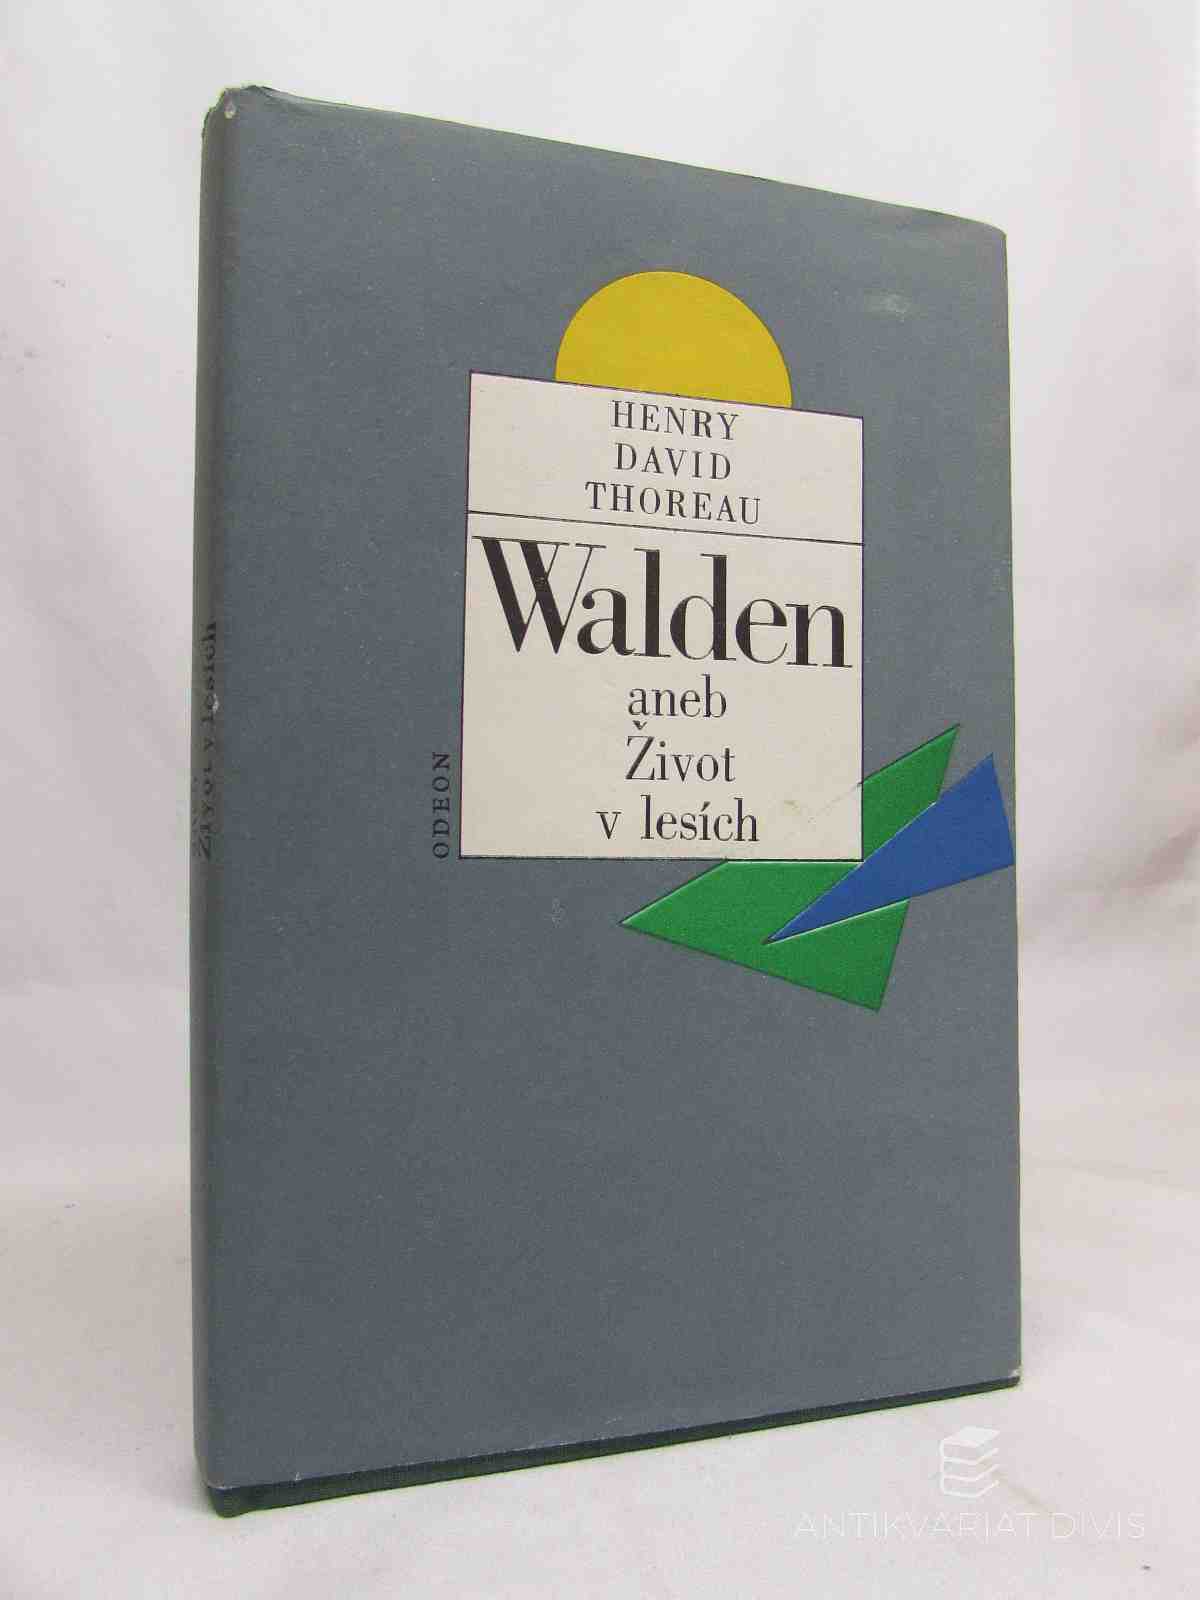 HENRY
DAVID
THOREAU
Walden
aneb
Život
v lesích
ODEON
Život v lesích
ANTIKVARIAT DIVIS